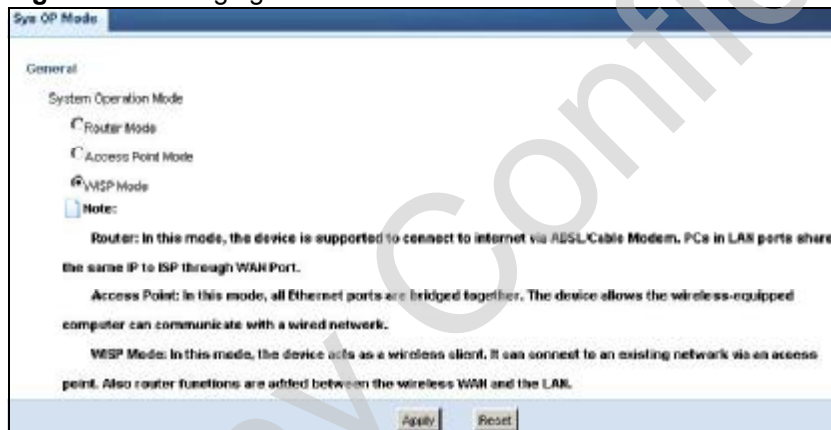 Sys OP Mode
General
System Operation Mode
Router Mode
Access Point Mode
WISP Mode
Note:
Router: In this mode, the device is supported to connect to internet via ADSL/Cable Modem. PCs in LAN ports share
the same IP to ISP through WAN Port.
Access Point: In this mode, all Ethernet ports are bridged together. The device allows the wireless-equipped
computer can communicate with a wired network.
WISP Mode: In this mode, the device acts as a wireless client. It can connect to an existing network via an access
point. Also router functions are added between the wireless WAN and the LAN.
Apply Reset